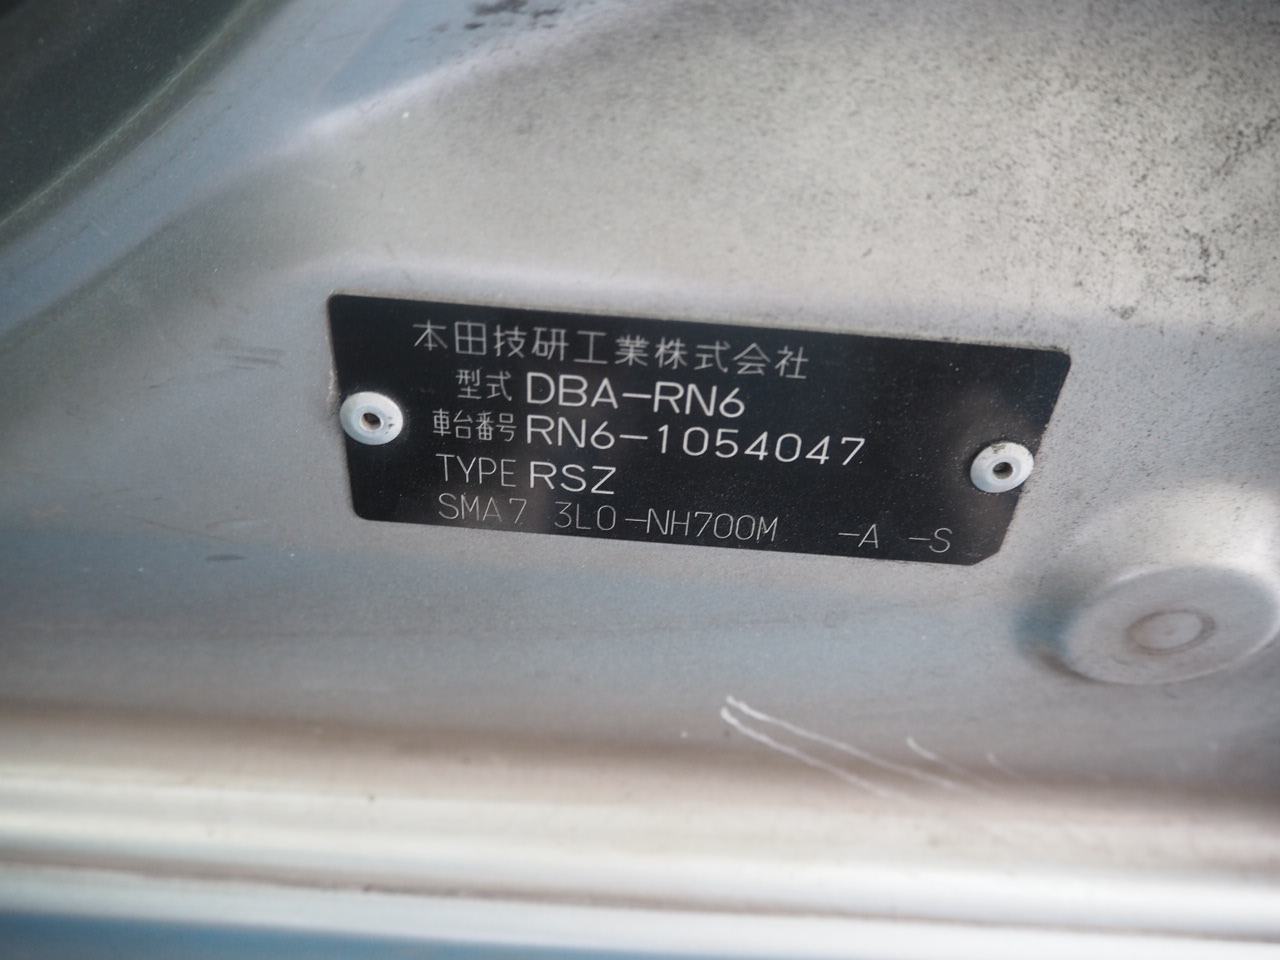 本田技研工業株式会社
型式 DBA-RN6
車台番号 RN6-1054047
TYPE RSZ
SMA7 3L0-NH700M -A -S